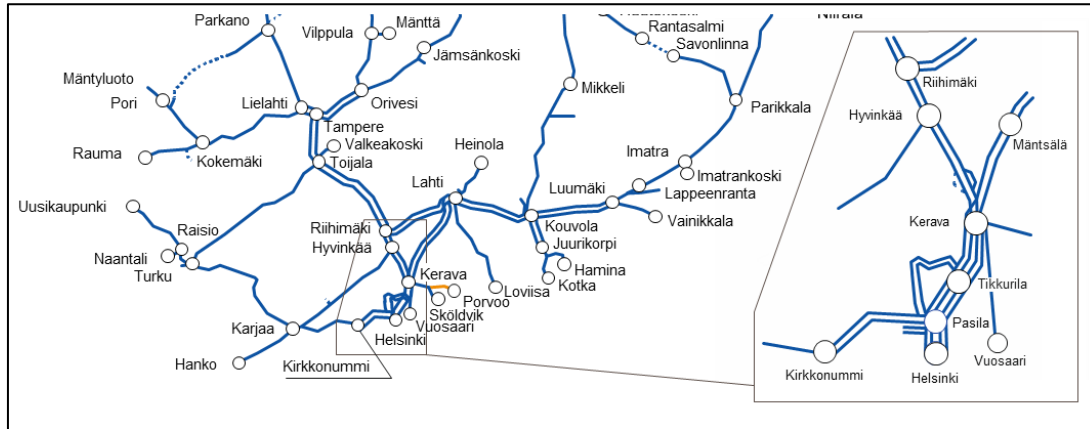 Rantasalmi
Niirala
Parkano
Vilppula
Mänttä
Savonlinna
Jämsänkoski
Mäntyluoto
Pori
Lielahti
Orivesi
Mikkeli
Parikkala
Tampere
Valkeakoski
Rauma
Kokemäki
Toijala
Heinola
Imatra
Imatrankoski
Lahti
Luumäki
Lappeenranta
Uusikaupunki
Vainikkala
Raisio
Riihimäki
Hyvinkää
Kouvola
Juurikorpi
Naantali
Turku
Kerava
Hamina
Porvoo
Loviisa
Kotka
Sköldvik
Vuosaari
Karjaa
Helsinki
Hanko
Kirkkonummi
Riihimäki
Hyvinkää
Mäntsälä
Kerava
Tikkurila
Pasila
Vuosaari
Kirkkonummi
Helsinki